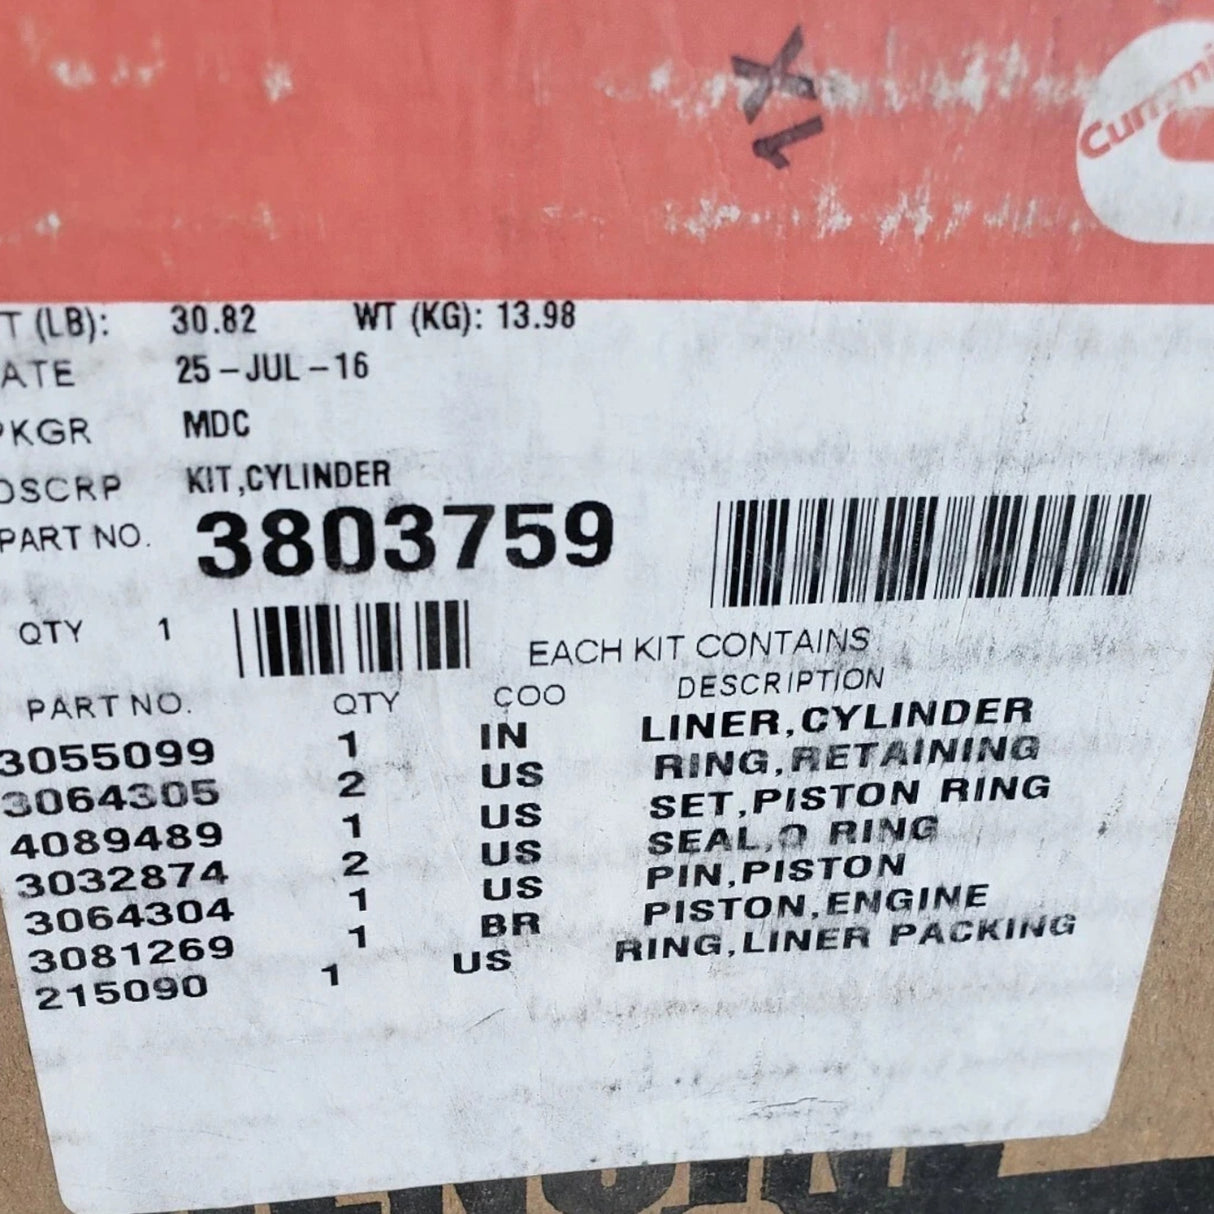 1X
Cummi
T (LB): 30.82 WT (KG): 13.98
ATE 25-JUL-16
PKGR MDC
DSCRP KIT,CYLINDER
PART NO. 3803759
QTY 1
EACH KIT CONTAINS
PART NO. QTY COO DESCRIPTION
3055099 1 IN LINER,CYLINDER
3064305 2 US RING,RETAINING
4089489 1 US SET,PISTON RING
3032874 2 US SEAL,O RING
3064304 1 US PIN,PISTON
3081269 1 BR PISTON,ENGINE
215090 1 US RING,LINER PACKING